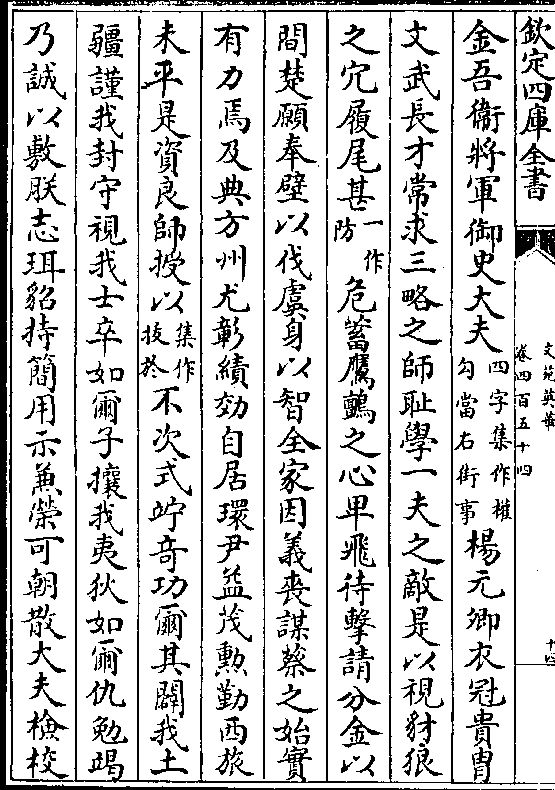 欽定四庫全書
文苑英華
卷四百五十四
十四
金吾衞將軍御史大夫四字集作權勾當右街事楊元卿衣冠貴胄
文武長才常求三略之師耻學一夫之敵是以視豺狼
之穴履尾甚一作防危蓄鷹鸇之心卑飛待擊請分金以
間楚願奉璧以伐虞身以智全家因義喪謀蔡之始實
有力焉及典方州尤彰績效自居環尹益茂勲勤西旅
未平是資良師授以集作拔於不次式竚奇功爾其闢我土
疆謹我封守視我士卒如爾子攘我夷狄如爾仇勉竭
乃誠以敷朕志珥貂持簡用示兼榮可朝散大夫檢校